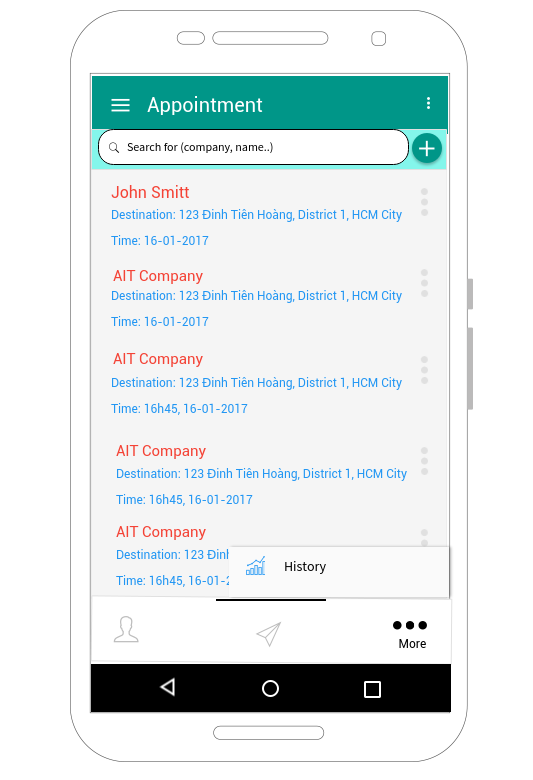 Appointment
Search for (company, name..)
John Smitt
Destination: 123 Đinh Tiên Hoàng, District 1, HCM City
Time: 16-01-2017
AIT Company
Destination: 123 Đinh Tiên Hoàng, District 1, HCM City
Time: 16-01-2017
AIT Company
Destination: 123 Đinh Tiên Hoàng, District 1, HCM City
Time: 16h45, 16-01-2017
AIT Company
Destination: 123 Đinh Tiên Hoàng, District 1, HCM City
Time: 16h45, 16-01-2017
AIT Company
Destination: 123 Đinh
Time: 16h45, 16-01-2
History
More